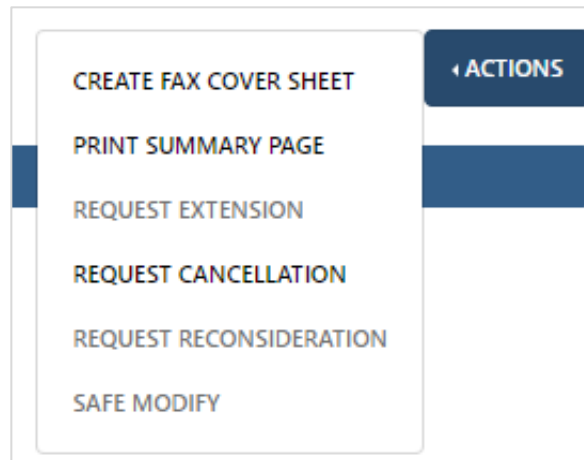 ACTIONS
CREATE FAX COVER SHEET
PRINT SUMMARY PAGE
REQUEST EXTENSION
REQUEST CANCELLATION
REQUEST RECONSIDERATION
SAFE MODIFY